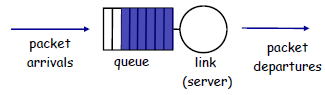 packet
arrivals
queue
link
(server)
packet
departures